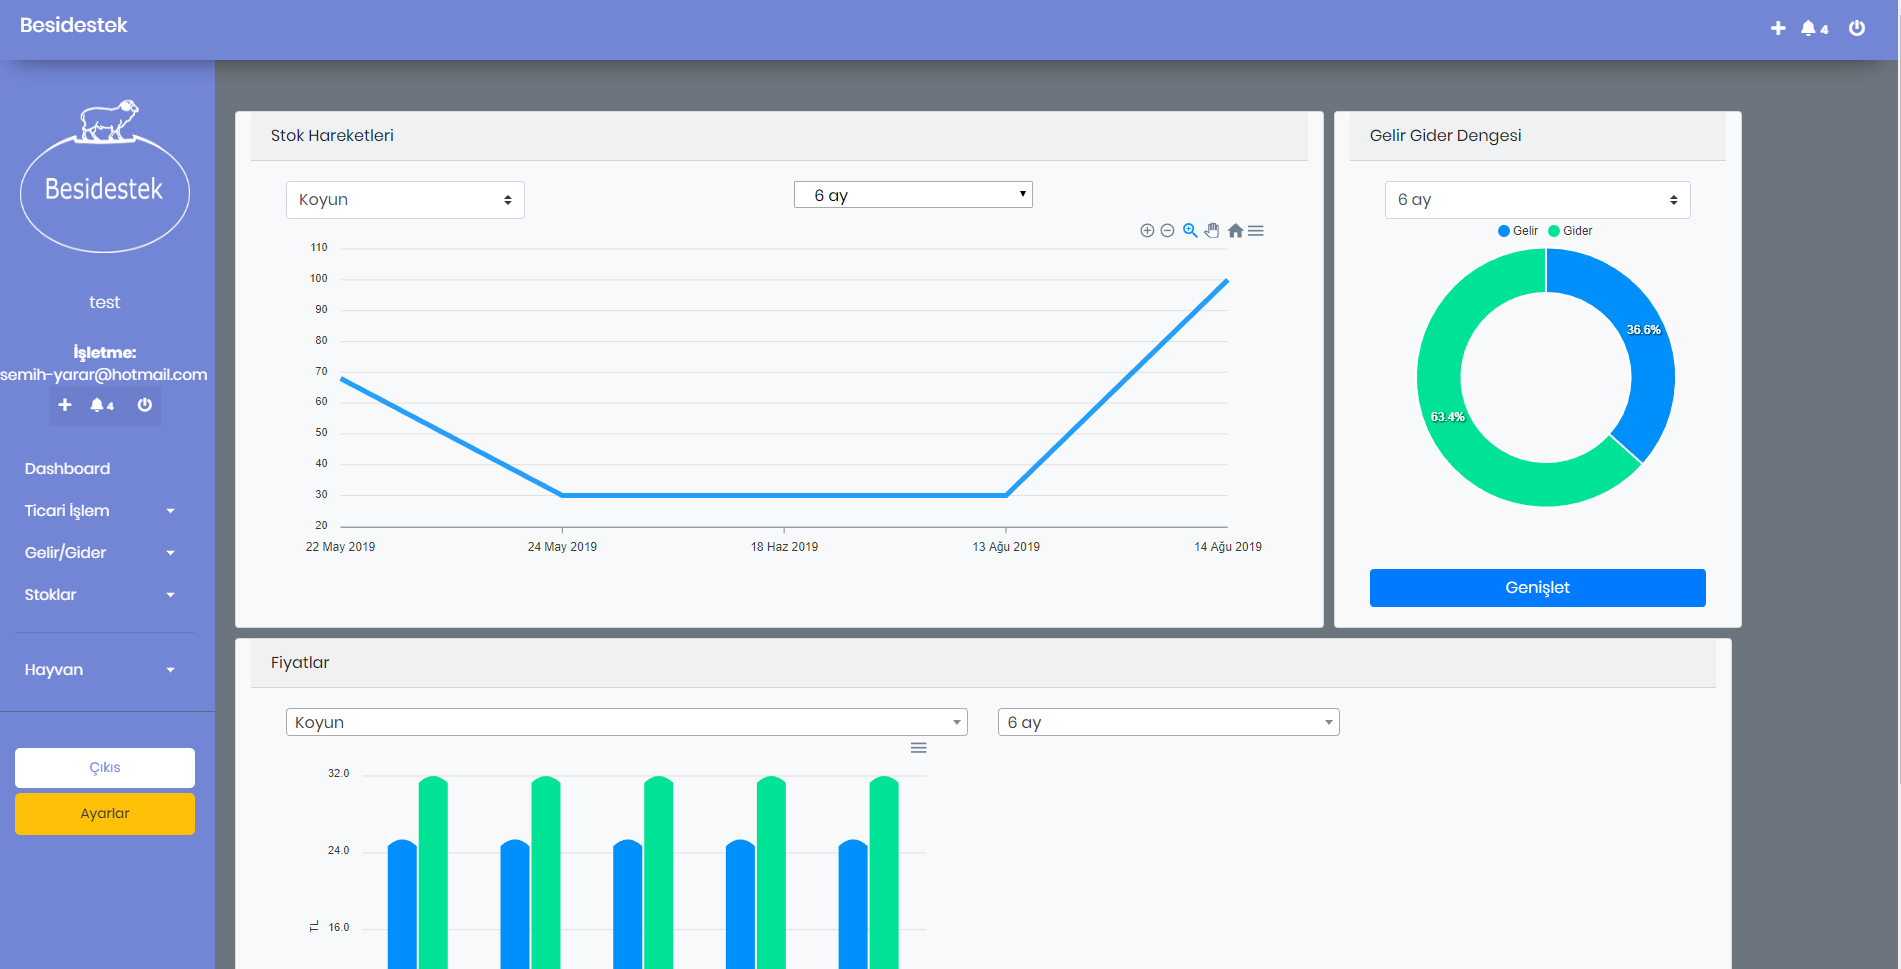 Besidestek
4
Besidestek
test
İşletme:
semih-yarar@hotmail.com
4
Dashboard
Ticari İşlem
Gelir/Gider
Stoklar
Hayvan
Çıkıs
Ayarlar
Stok Hareketleri
Koyun
6 ay
110
100
90
80
70
60
50
40
30
20
22 May 2019
24 May 2019
18 Haz 2019
13 Ağu 2019
14 Ağu 2019
Gelir Gider Dengesi
6 ay
Gelir
Gider
36.6%
63.4%
Genişlet
Fiyatlar
Koyun
6 ay
32.0
24.0
16.0
TL